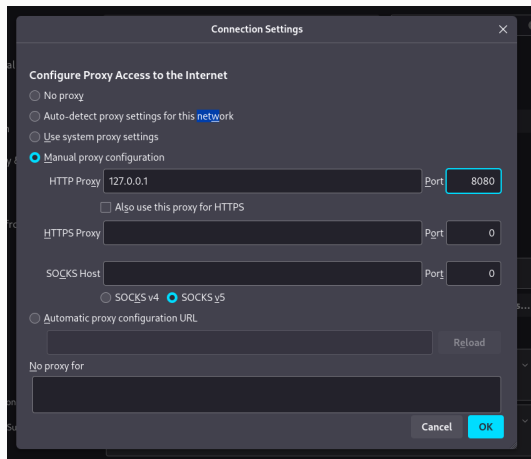 Connection Settings
Configure Proxy Access to the Internet
No proxy
Auto-detect proxy settings for this network
Use system proxy settings
Manual proxy configuration
HTTP Proxy 127.0.0.1 Port 8080
Also use this proxy for HTTPS
HTTPS Proxy Port 0
SOCKS Host Port 0
SOCKS v4 SOCKS v5
Automatic proxy configuration URL
Reload
No proxy for
Cancel OK